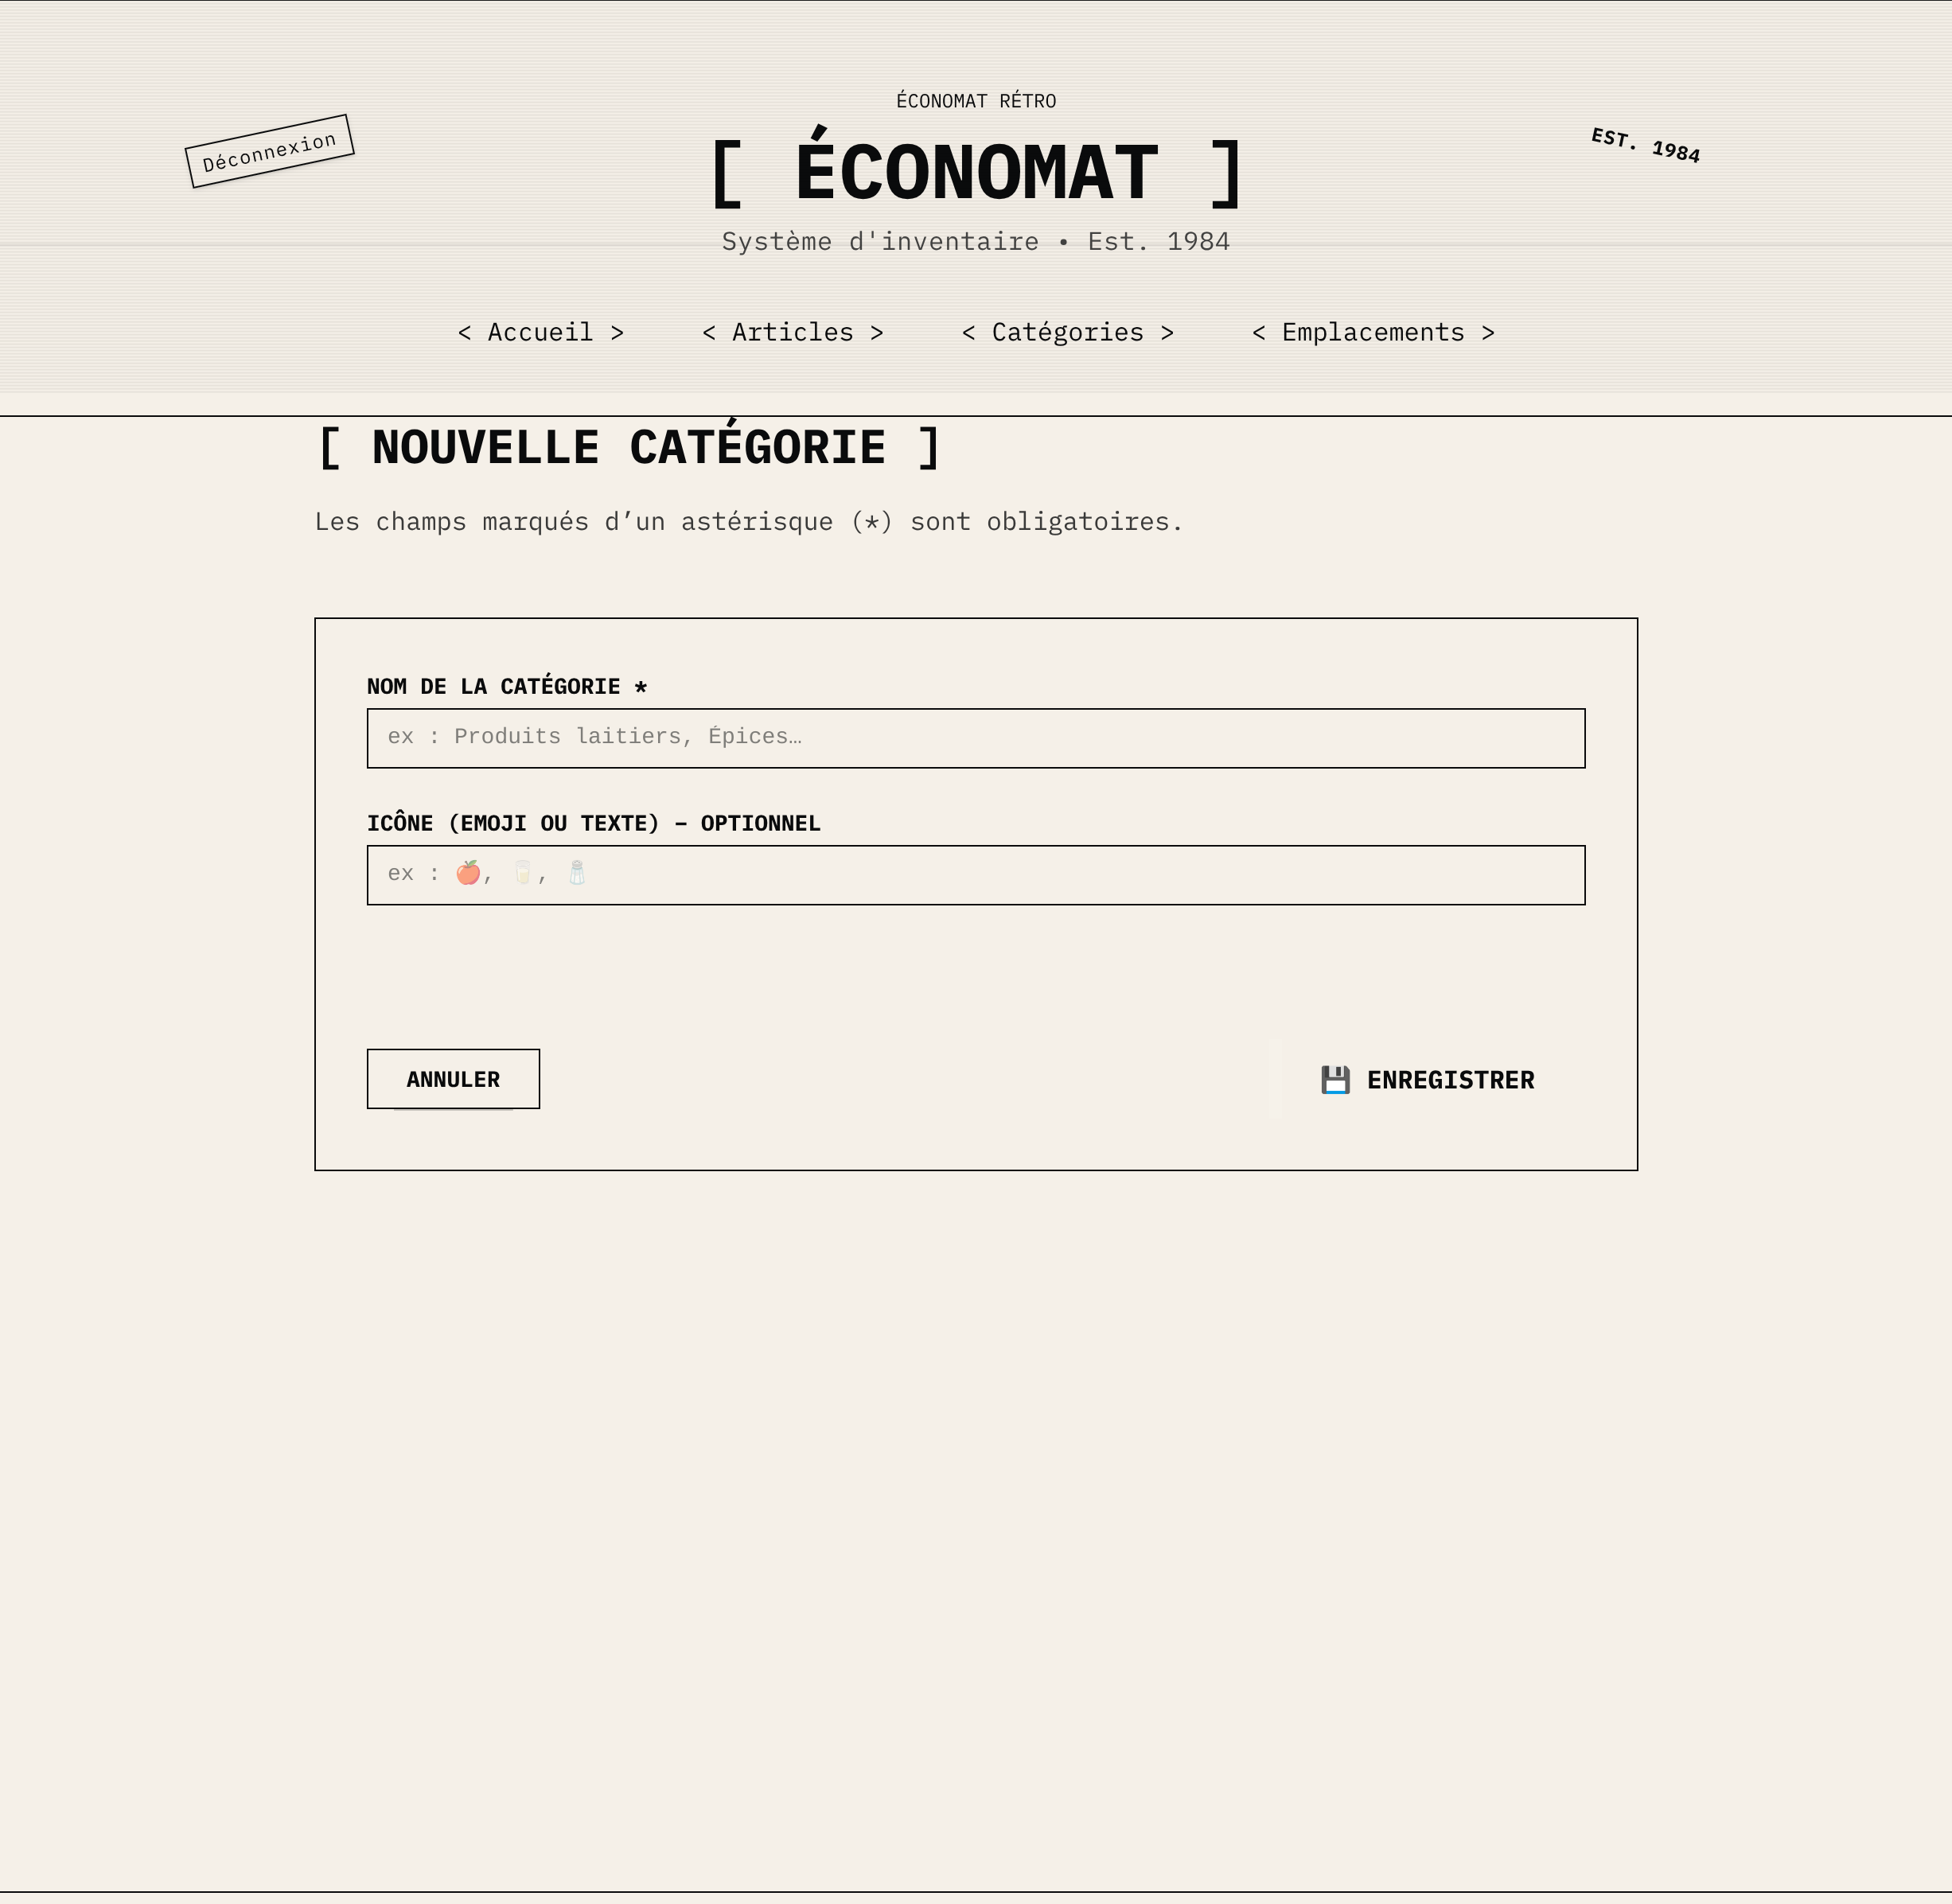 ÉCONOMAT RÉTRO
Déconnexion
[ ÉCONOMAT ]
EST. 1984
Système d'inventaire • Est. 1984
< Accueil > < Articles > < Catégories > < Emplacements >
[ NOUVELLE CATÉGORIE ]
Les champs marqués d’un astérisque (*) sont obligatoires.
NOM DE LA CATÉGORIE *
ex : Produits laitiers, Épices…
ICÔNE (EMOJI OU TEXTE) – OPTIONNEL
ex : 🍎, 🥛, 🧂
ANNULER
💾 ENREGISTRER